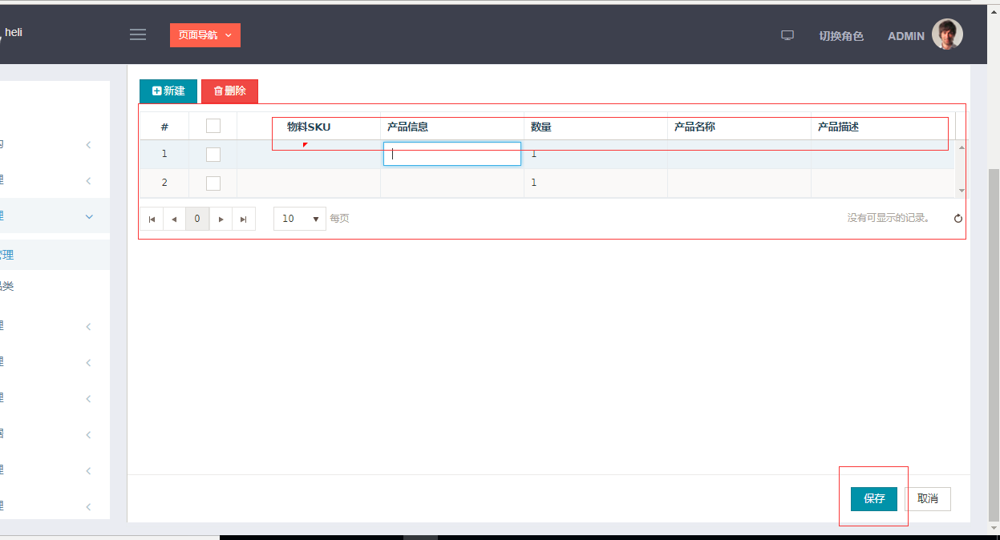 heli
页面导航
切换角色
ADMIN
新建
删除
# 物料SKU 产品信息 数量 产品名称 产品描述
1 1
2 1
0 10 每页 没有可显示的记录。
理
理
管理
品类
理
理
理
理
理
保存 取消